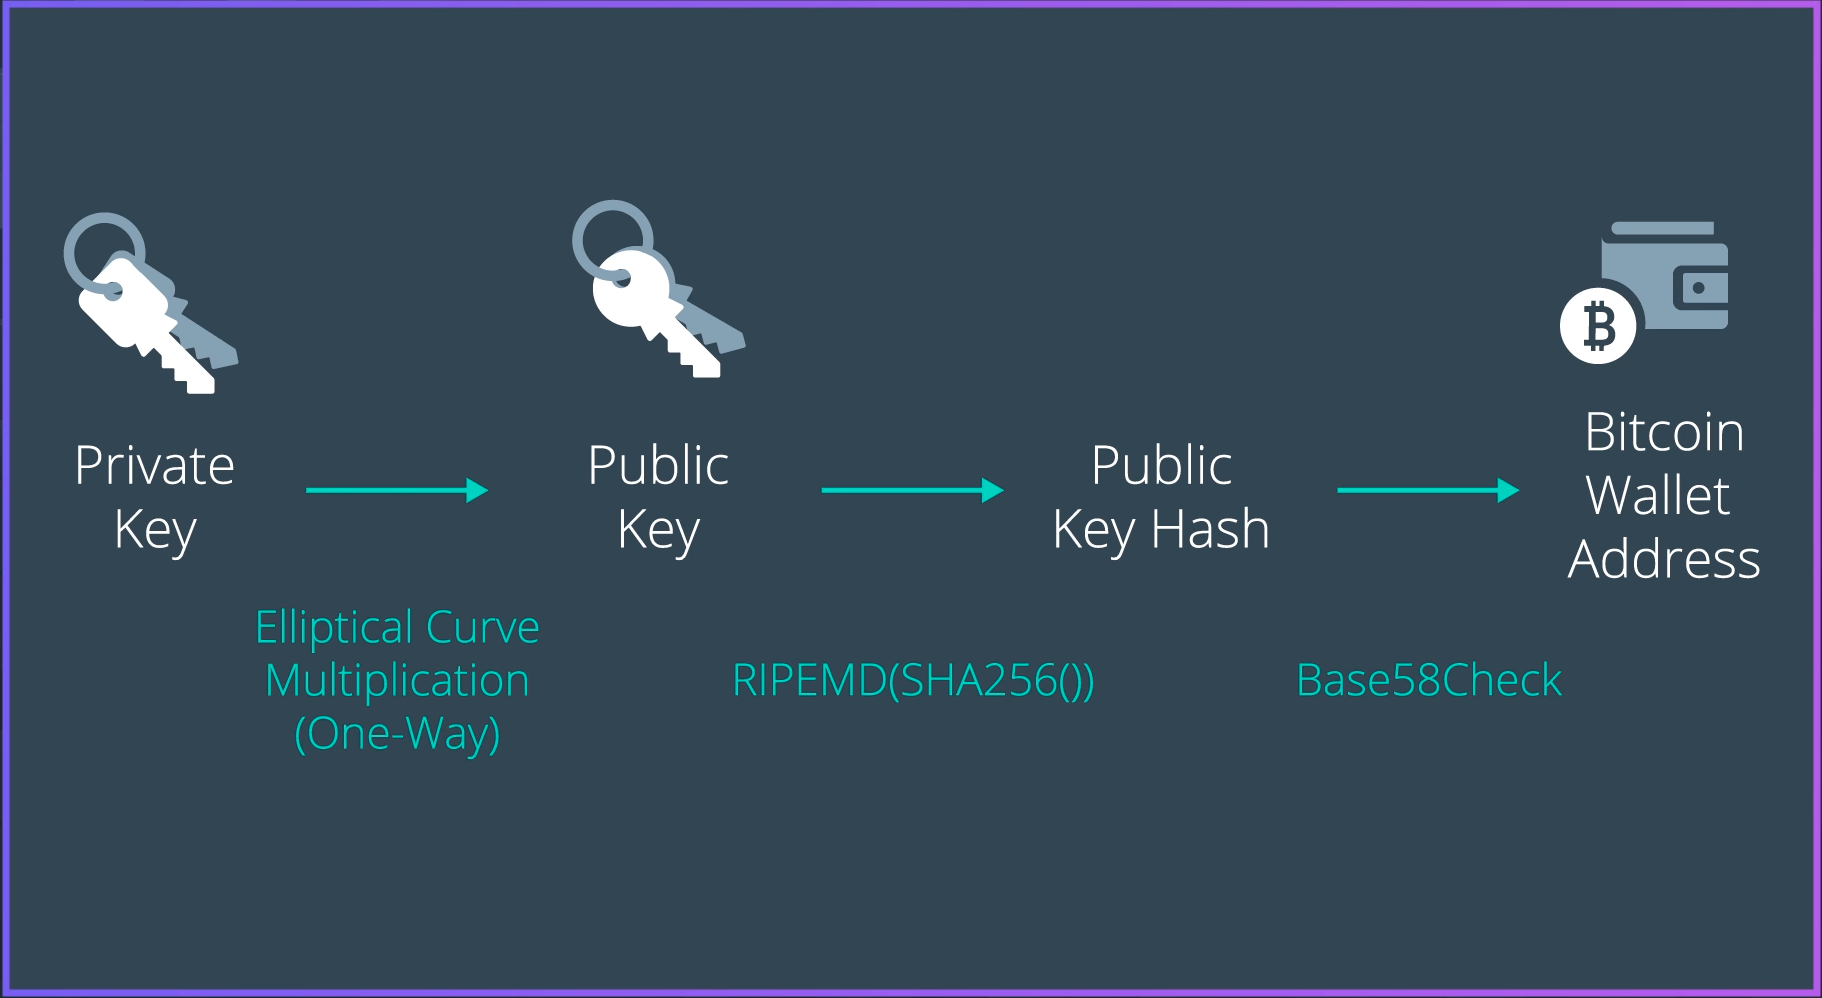 Private
Key
Public
Key
Public
Key Hash
Bitcoin
Wallet
Address
Elliptical Curve
Multiplication
(One-Way)
RIPEMD(SHA256())
Base58Check